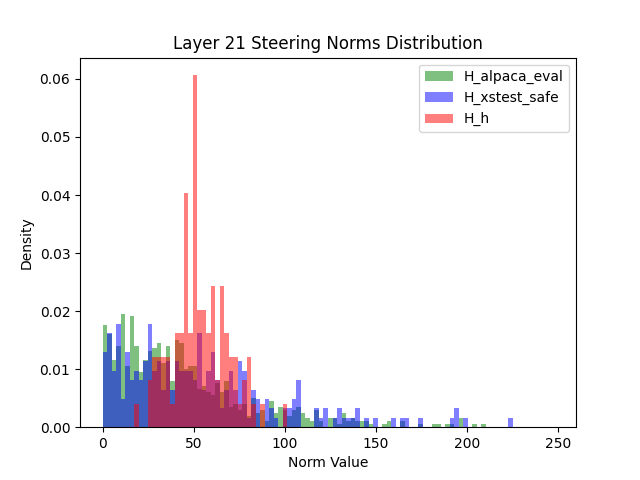 Layer 21 Steering Norms Distribution
H_alpaca_eval
H_xstest_safe
H_h
0.06
0.05
0.04
0.03
0.02
0.01
0.00
Density
0
50
100
150
200
250
Norm Value